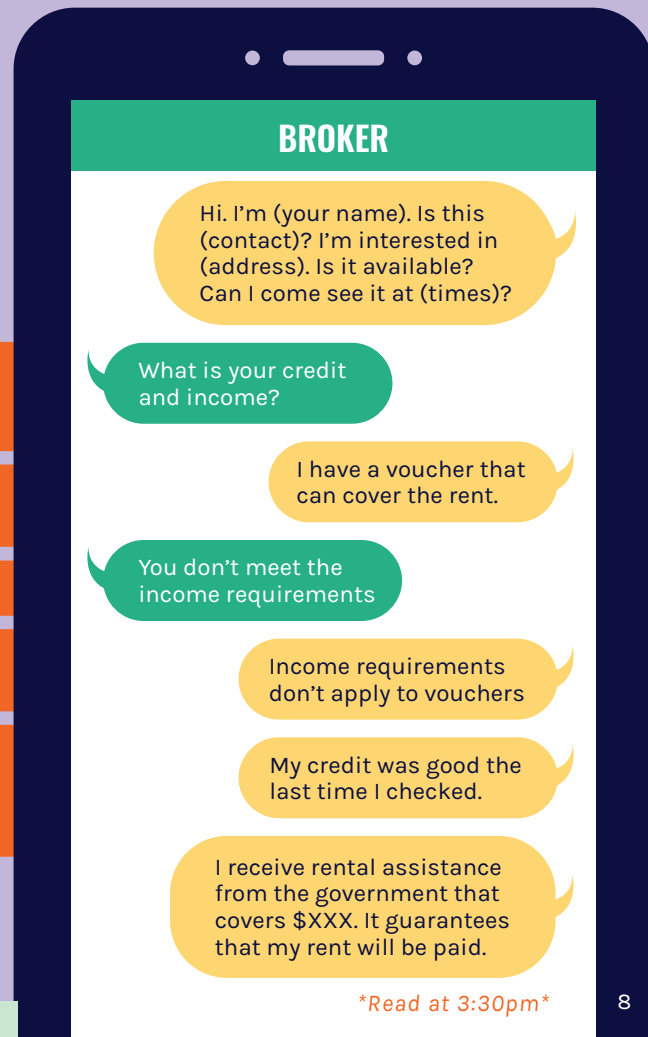 BROKER
Hi. I’m (your name). Is this
(contact)? I’m interested in
(address). Is it available?
Can I come see it at (times)?
What is your credit
and income?
I have a voucher that
can cover the rent.
You don’t meet the
income requirements
Income requirements
don’t apply to vouchers
My credit was good the
last time I checked.
I receive rental assistance
from the government that
covers $XXX. It guarantees
that my rent will be paid.
*Read at 3:30pm*
8